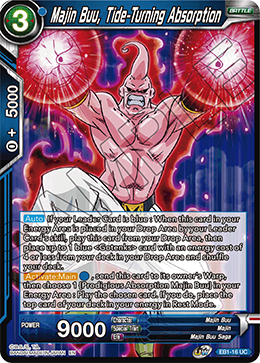 3
Majin Buu, Tide-Turning Absorption
BATTLE
0 + 5000
Auto If your Leader Card is blue : When this card in your
Energy Area is placed in your Drop Area by your Leader
Card's skill, play this card from your Drop Area, then
place up to 1 blue <Gotenks> card with an energy cost of
4 or less from your deck in your Drop Area and shuffle
your deck.
Activate:Main send this card to its owner's Warp,
then choose 1 {Prodigious Absorption Majin Buu} in your
Energy Area : Play the chosen card. If you do, place the
top card of your deck in your energy in Rest Mode.
POWER
9000
Character
Majin Buu
Special Trait
Majin
Era
Majin Buu Saga
EB1-16 UC